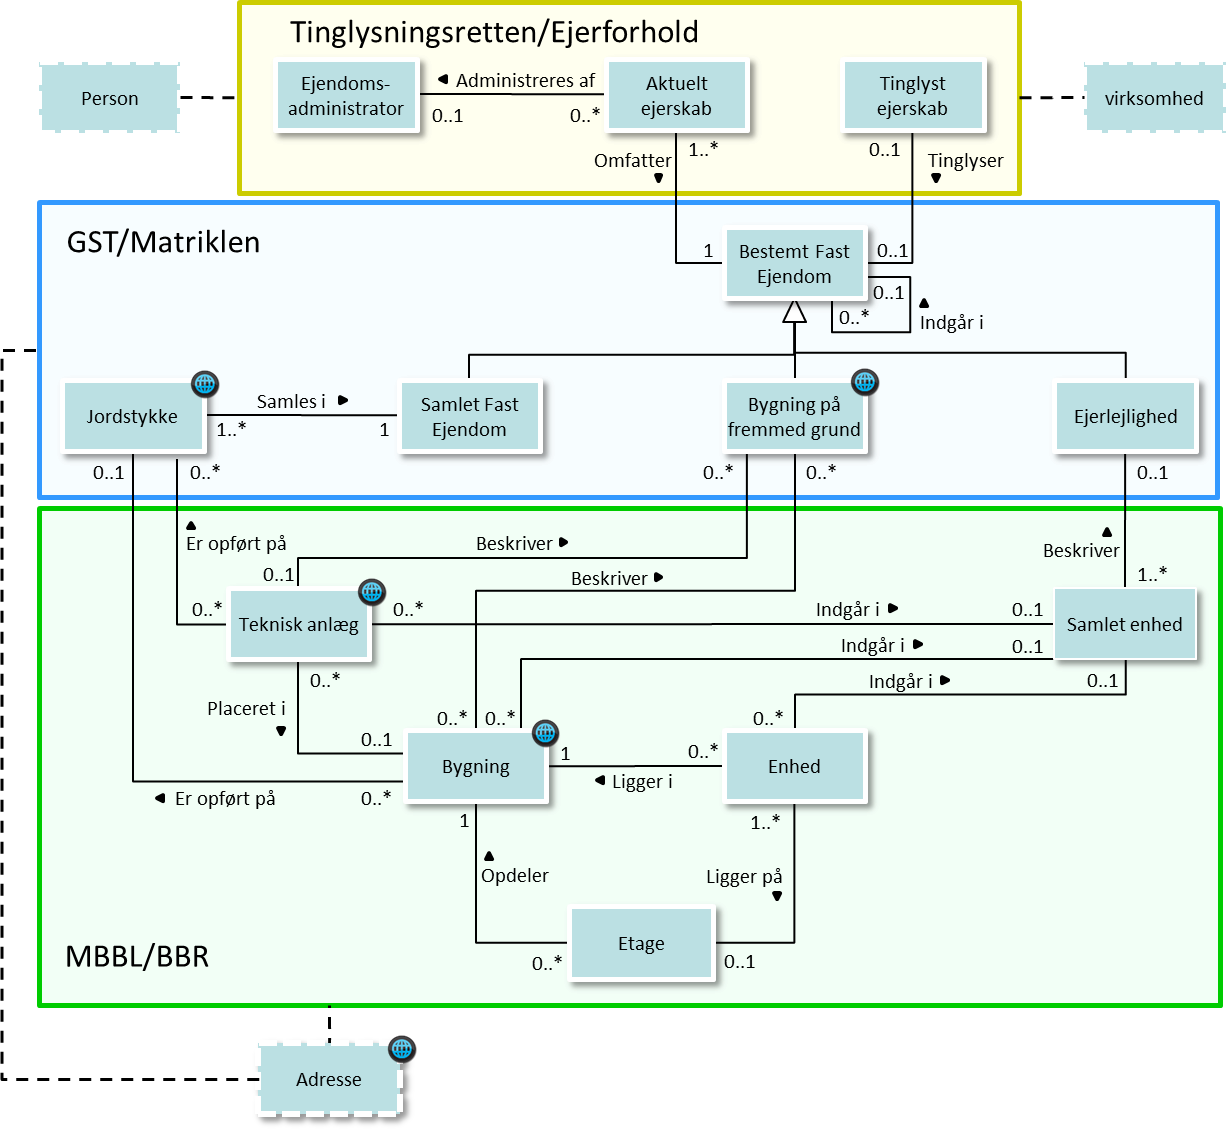 Tinglysningsretten/Ejerforhold
Person
Ejendoms-
administrator
Administreres af
0..1
0..*
Aktuelt
ejerskab
Tinglyst
ejerskab
virksomhed
Omfatter
1..*
0..1
Tinglyser
GST/Matriklen
1
Bestemt Fast
Ejendom
0..1
0..1
0..*
Indgår i
Jordstykke
Samles i
1..*
1
Samlet Fast
Ejendom
Bygning på
fremmed grund
Ejerlejlighed
0..1
0..*
0..*
0..*
0..1
Er opført på
Beskriver
Beskriver
Beskriver
0..1
1..*
0..*
Teknisk anlæg
0..*
Indgår i
0..1
Samlet enhed
Indgår i
0..1
0..*
Indgår i
0..1
Placeret i
0..*
0..*
0..*
0..1
Bygning
1
0..*
Ligger i
Enhed
Er opført på
0..*
1
1..*
Opdeler
Ligger på
Etage
0..*
0..1
MBBL/BBR
Adresse